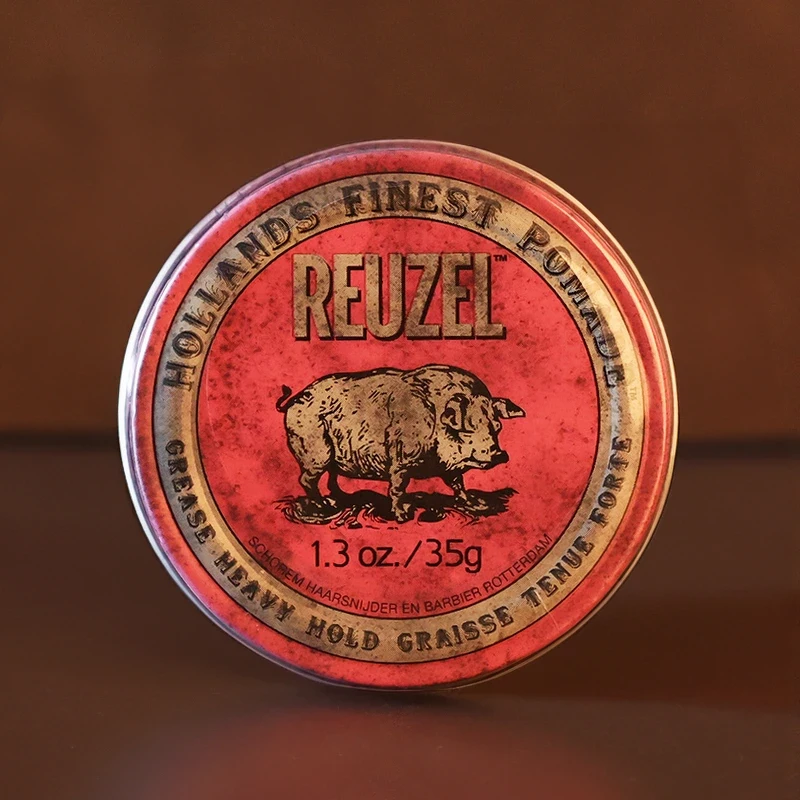 HOLLANDS FINEST POMADE
REUZEL™
1.3 oz./35g
SCHOREM HAARSNIJDER EN BARBIER ROTTERDAM
GREASE HEAVY HOLD GRAISSE TENUE FORTE